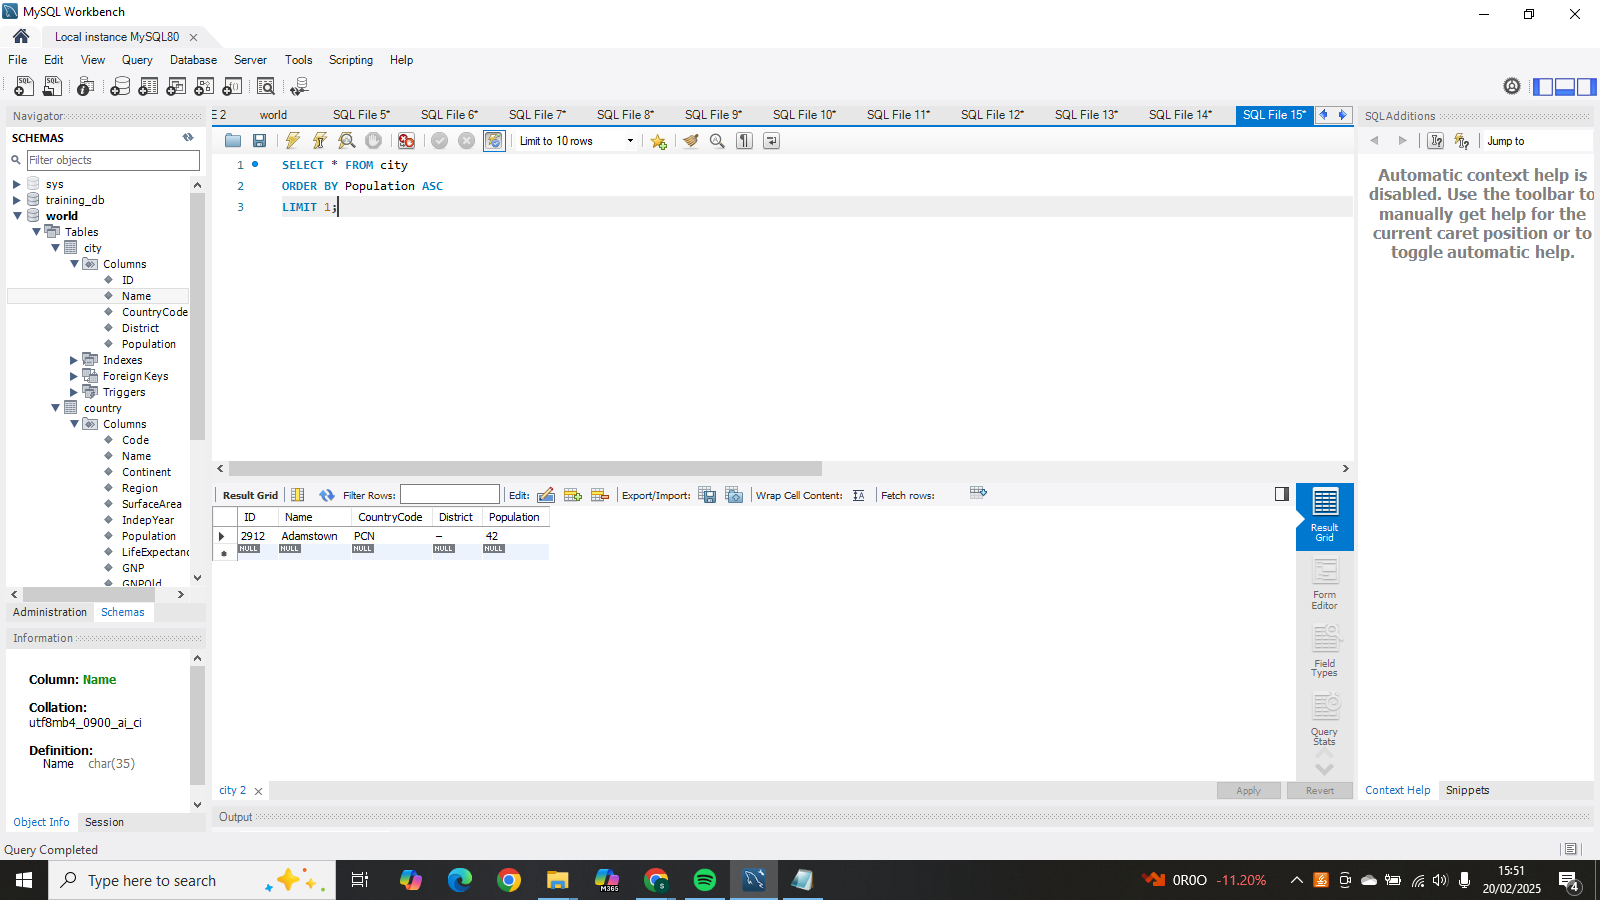 MySQL Workbench
Local instance MySQL80
File Edit View Query Database Server Tools Scripting Help
Navigator
SCHEMAS
Filter objects
sys
training_db
world
Tables
city
Columns
ID
Name
CountryCode
District
Population
Indexes
Foreign Keys
Triggers
country
Columns
Code
Name
Continent
Region
SurfaceArea
IndepYear
Population
LifeExpectanc
GNP
GNPOld
Administration Schemas
Information
Column: Name
Collation:
utf8mb4_0900_ai_ci
Definition:
Name char(35)
Object Info Session
E 2 world SQL File 5* SQL File 6* SQL File 7* SQL File 8* SQL File 9* SQL File 10* SQL File 11* SQL File 12* SQL File 13* SQL File 14* SQL File 15*
Limit to 10 rows
1 SELECT * FROM city
2 ORDER BY Population ASC
3 LIMIT 1;
Result Grid Filter Rows: Edit: Export/Import: Wrap Cell Content: Fetch rows:
ID Name CountryCode District Population
2912 Adamstown PCN – 42
NULL NULL NULL NULL NULL
Result
Grid
Form
Editor
Field
Types
Query
Stats
city 2
Apply Revert
Output
SQLAdditions
Jump to
Automatic context help is
disabled. Use the toolbar to
manually get help for the
current caret position or to
toggle automatic help.
Context Help Snippets
Query Completed
Type here to search
M365
S
0R0O -11.20%
15:51
20/02/2025
4